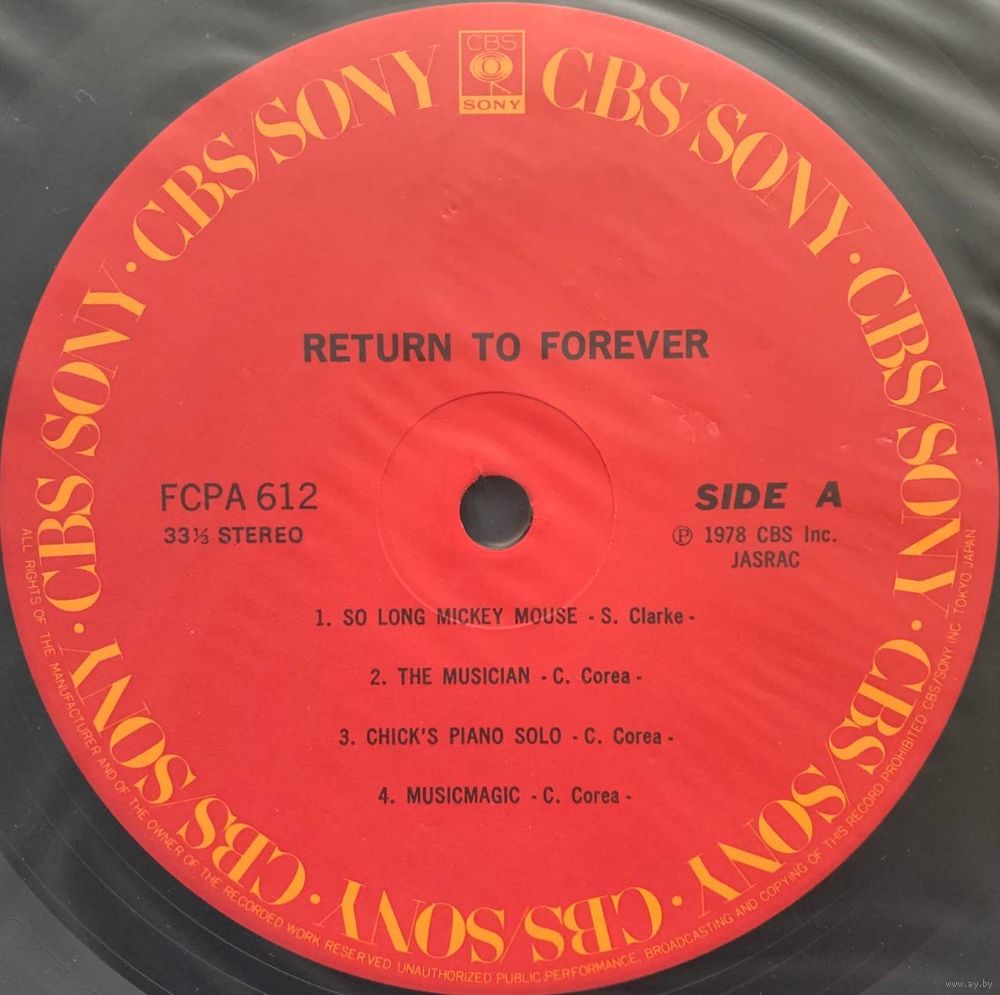 CBS
SONY
CBS/SONY · CBS/SONY · CBS/SONY · CBS/SONY · CBS/SONY · CBS/SONY · CBS/SONY · CBS/SONY
RETURN TO FOREVER
FCPA 612
33⅓ STEREO
SIDE A
Ⓟ 1978 CBS Inc.
JASRAC
1. SO LONG MICKEY MOUSE - S. Clarke -
2. THE MUSICIAN - C. Corea -
3. CHICK'S PIANO SOLO - C. Corea -
4. MUSICMAGIC - C. Corea -
ALL RIGHTS OF THE MANUFACTURER AND OF THE OWNER OF THE RECORDED WORK RESERVED UNAUTHORIZED PUBLIC PERFORMANCE, BROADCASTING AND COPYING OF THIS RECORD PROHIBITED CBS/SONY INC. TOKYO JAPAN
www.ay.by